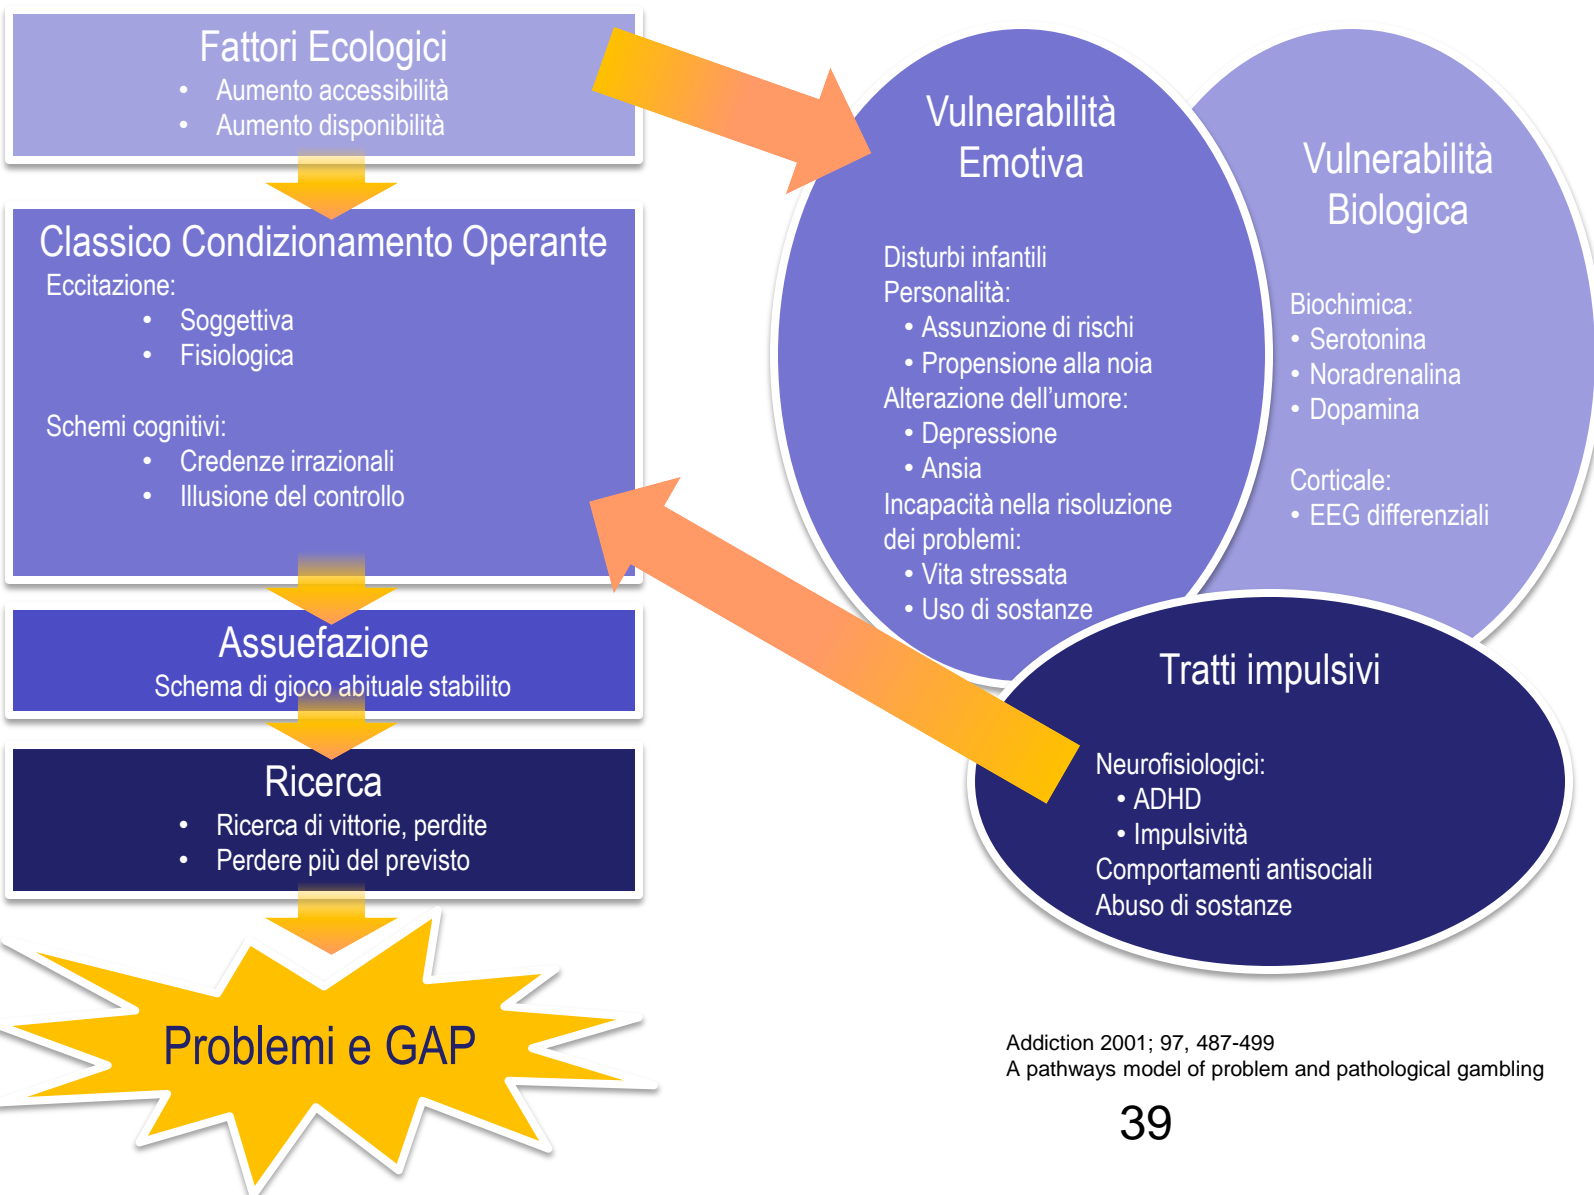 Fattori Ecologici
• Aumento accessibilità
• Aumento disponibilità
Classico Condizionamento Operante
Eccitazione:
• Soggettiva
• Fisiologica
Schemi cognitivi:
• Credenze irrazionali
• Illusione del controllo
Assuefazione
Schema di gioco abituale stabilito
Ricerca
• Ricerca di vittorie, perdite
• Perdere più del previsto
Problemi e GAP
Vulnerabilità
Emotiva
Disturbi infantili
Personalità:
• Assunzione di rischi
• Propensione alla noia
Alterazione dell’umore:
• Depressione
• Ansia
Incapacità nella risoluzione
dei problemi:
• Vita stressata
• Uso di sostanze
Vulnerabilità
Biologica
Biochimica:
• Serotonina
• Noradrenalina
• Dopamina
Corticale:
• EEG differenziali
Tratti impulsivi
Neurofisiologici:
• ADHD
• Impulsività
Comportamenti antisociali
Abuso di sostanze
Addiction 2001; 97, 487-499
A pathways model of problem and pathological gambling
39